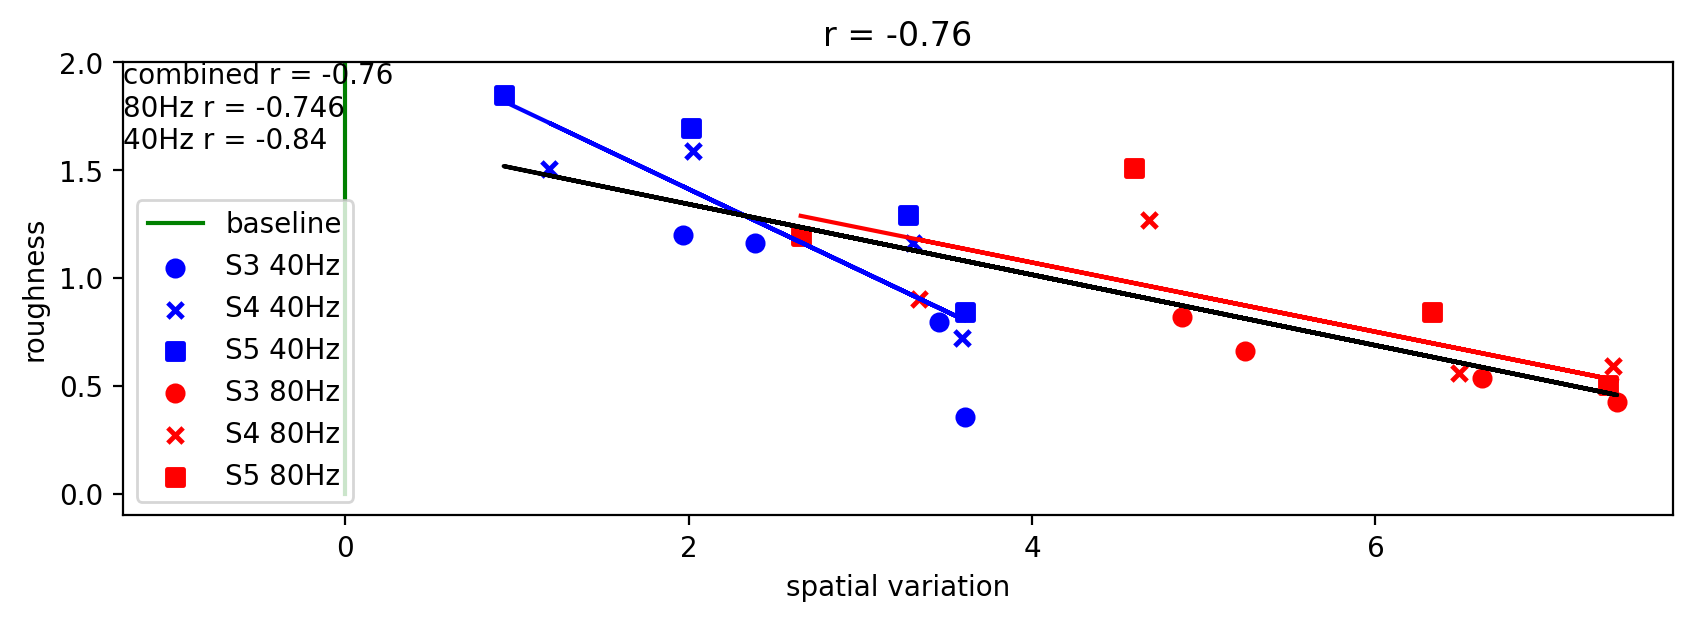 r = -0.76
combined r = -0.76
80Hz r = -0.746
40Hz r = -0.84
2.0
1.5
1.0
0.5
0.0
roughness
baseline
S3 40Hz
S4 40Hz
S5 40Hz
S3 80Hz
S4 80Hz
S5 80Hz
0 2 4 6
spatial variation